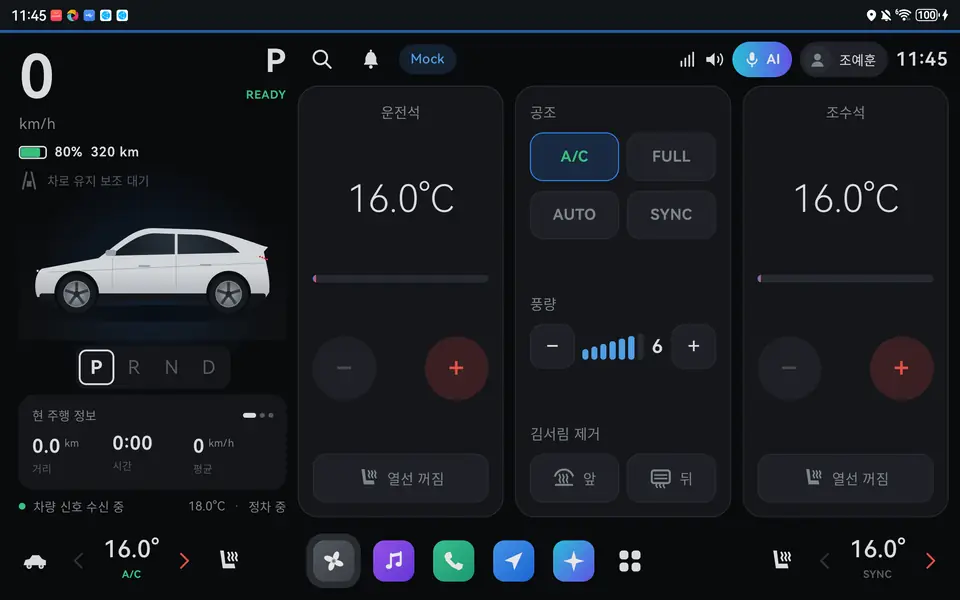 11:45
100
0
P
READY
km/h
80% 320 km
차로 유지 보조 대기
P R N D
현 주행 정보
0.0 km
거리
0:00
시간
0 km/h
평균
차량 신호 수신 중
18.0°C · 정차 중
Mock
AI
조예훈
11:45
운전석
16.0°C
−
+
열선 꺼짐
공조
A/C
FULL
AUTO
SYNC
풍량
− 6 +
김서림 제거
앞
뒤
조수석
16.0°C
−
+
열선 꺼짐
16.0°
A/C
16.0°
SYNC